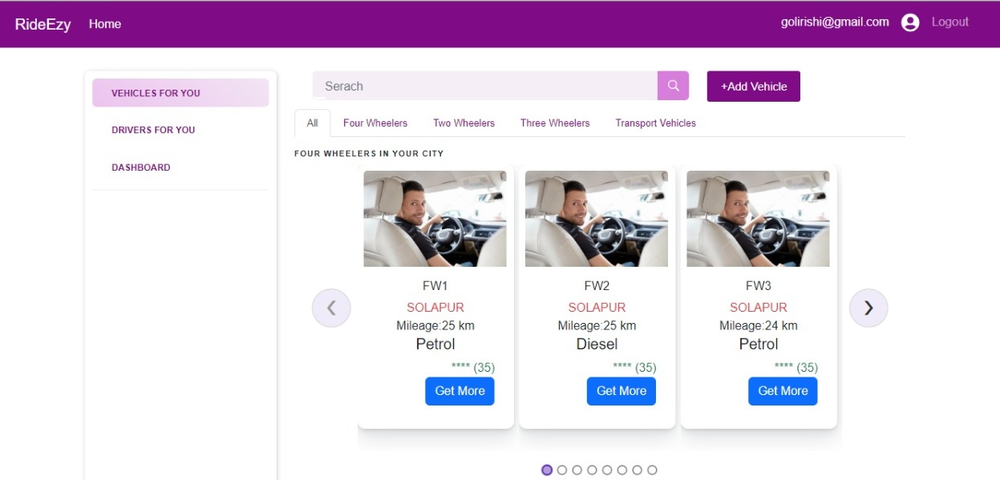 RideEzy Home golirishi@gmail.com Logout
VEHICLES FOR YOU
DRIVERS FOR YOU
DASHBOARD
Serach
+Add Vehicle
All Four Wheelers Two Wheelers Three Wheelers Transport Vehicles
FOUR WHEELERS IN YOUR CITY
FW1
SOLAPUR
Mileage:25 km
Petrol
**** (35)
Get More
FW2
SOLAPUR
Mileage:25 km
Diesel
**** (35)
Get More
FW3
SOLAPUR
Mileage:24 km
Petrol
**** (35)
Get More